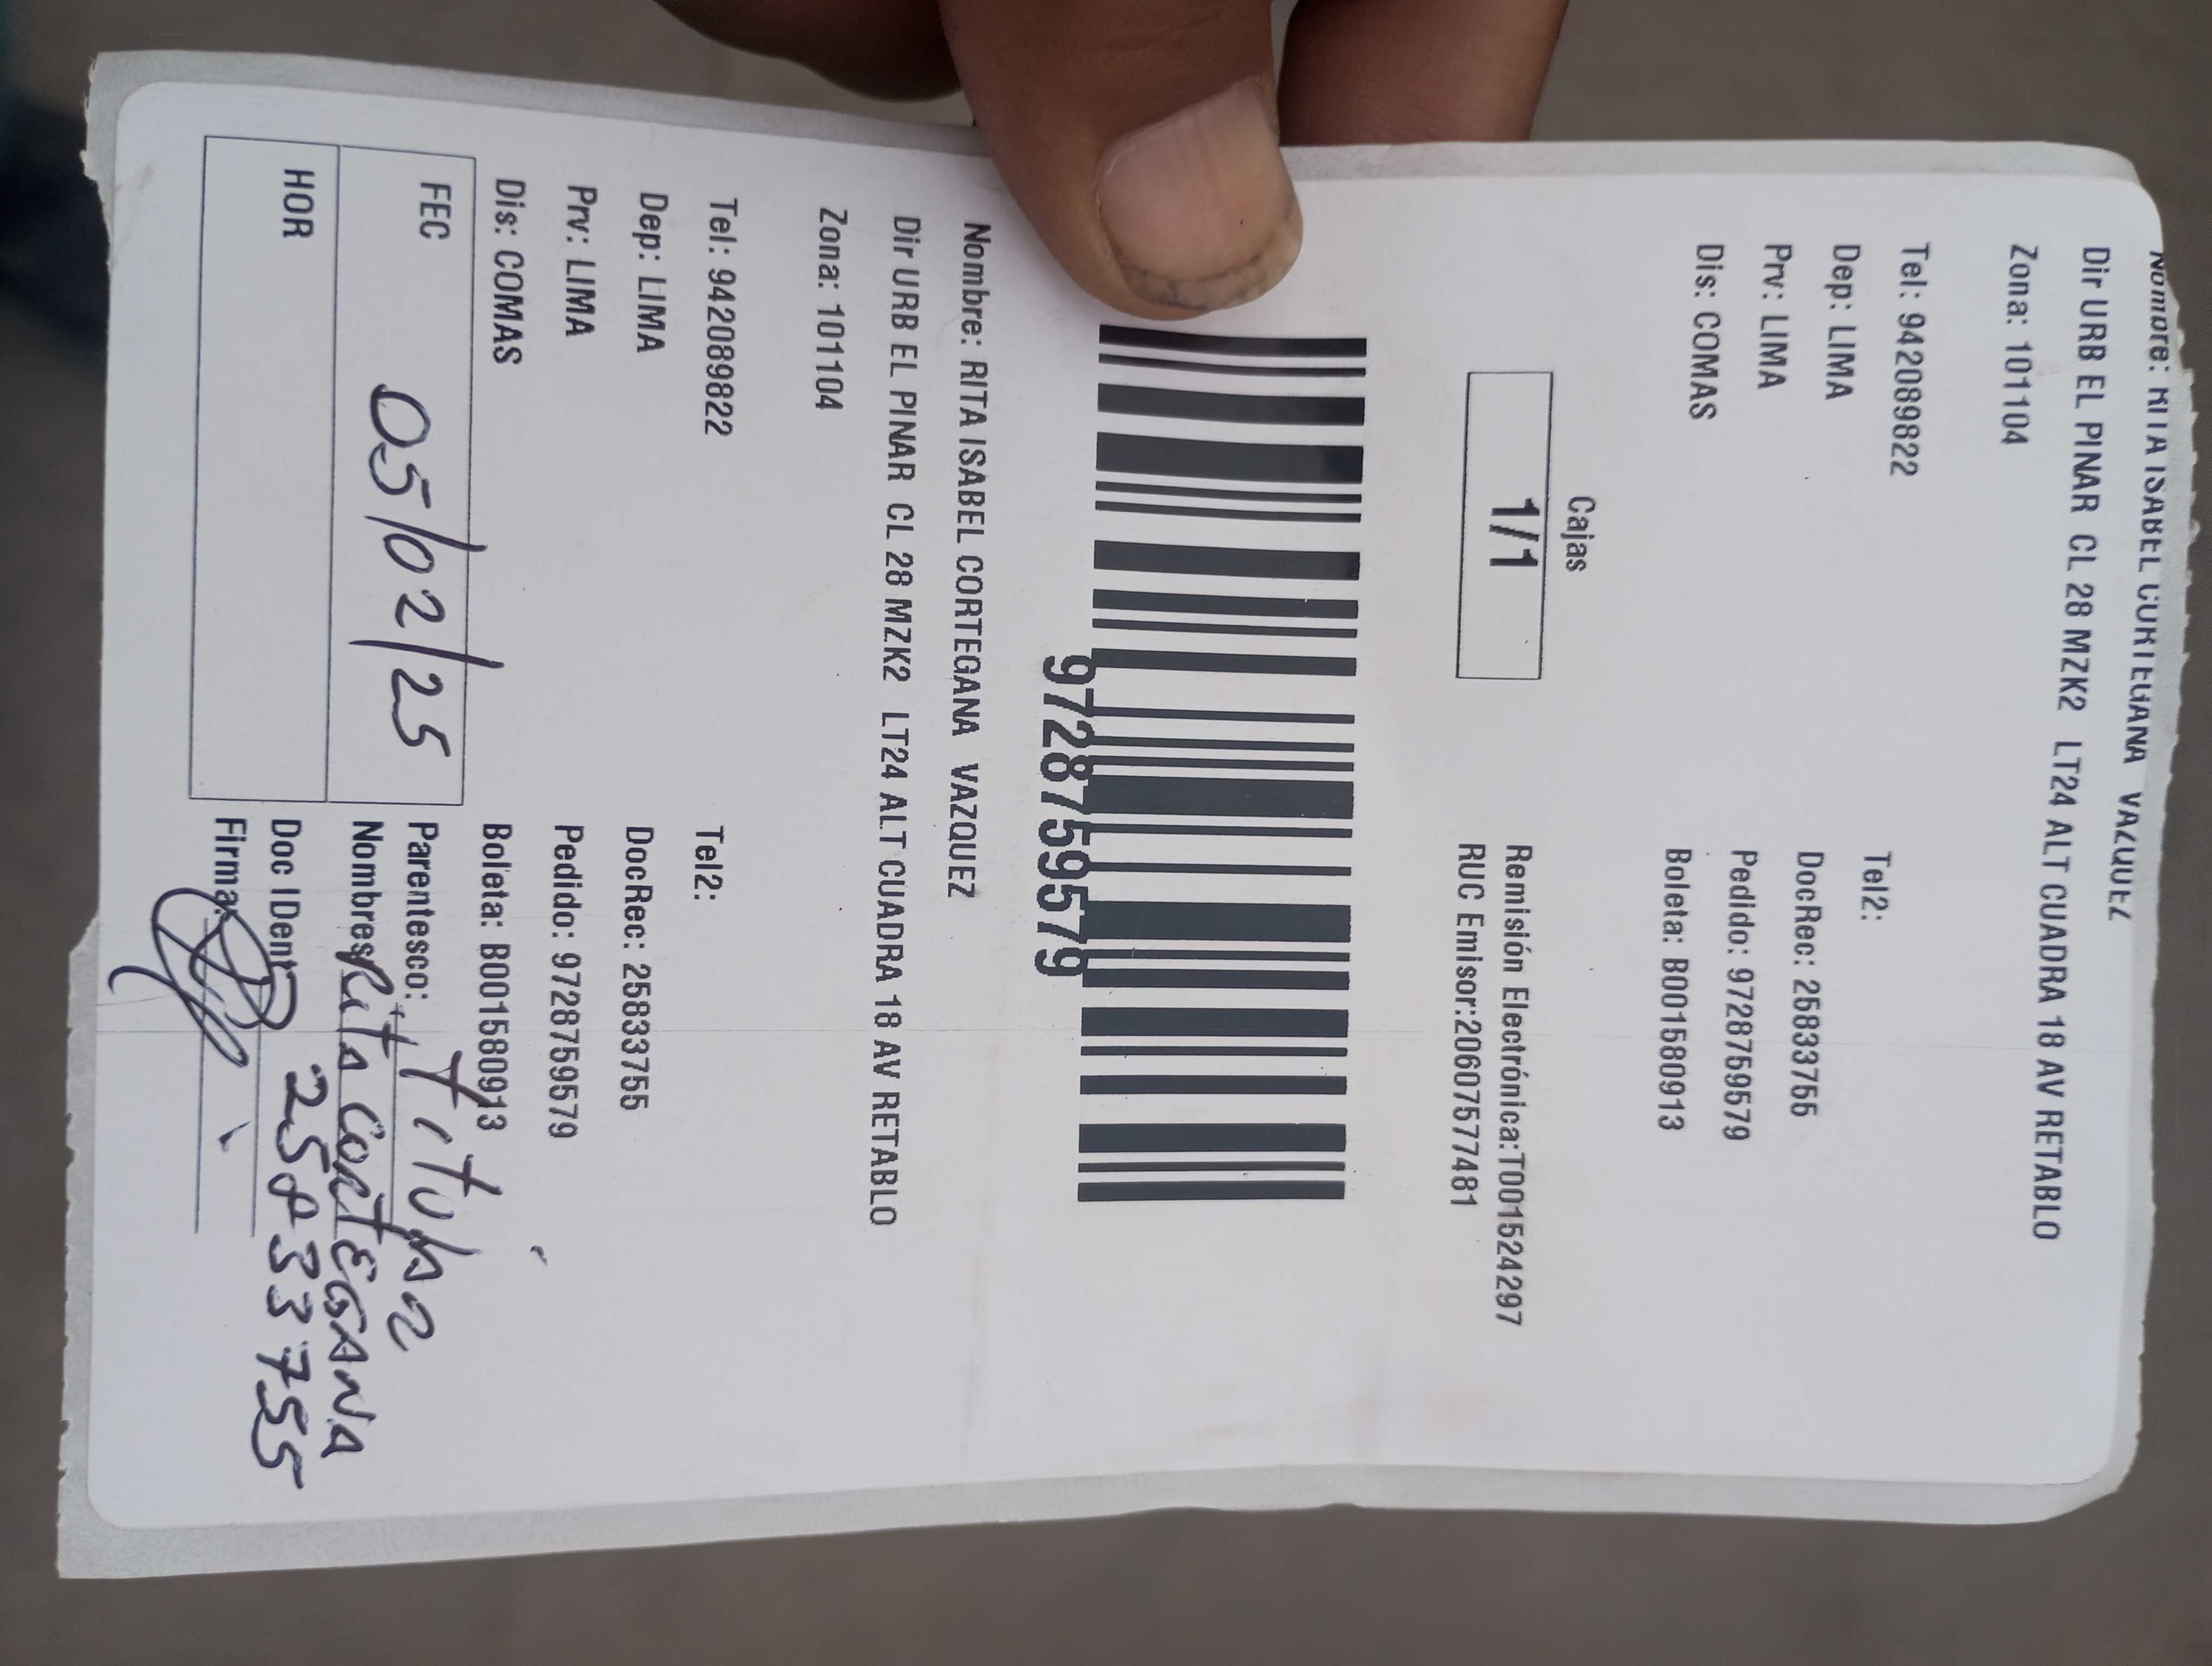 Nombre: RITA ISABEL CORTEGANA VAZQUEZ
Dir URB EL PINAR CL 28 MZK2 LT24 ALT CUADRA 18 AV RETABLO
Zona: 101104
Tel: 942089822 Tel2:
Dep: LIMA DocRec: 25833755
Prv: LIMA Pedido: 9728759579
Dis: COMAS Boleta: B001580913
Cajas
1/1
Remisión Electrónica:T001524297
RUC Emisor:20607577481
9728759579
Nombre: RITA ISABEL CORTEGANA VAZQUEZ
Dir URB EL PINAR CL 28 MZK2 LT24 ALT CUADRA 18 AV RETABLO
Zona: 101104
Tel: 942089822 Tel2:
Dep: LIMA DocRec: 25833755
Prv: LIMA Pedido: 9728759579
Dis: COMAS Boleta: B001580913
FEC 05/02/25 Parentesco: Titular
Nombres Rita CORTEGANA
HOR Doc IDent 25833755
Firma: